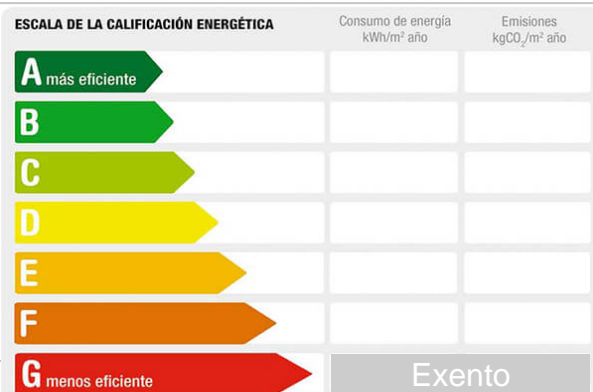 ESCALA DE LA CALIFICACIÓN ENERGÉTICA
Consumo de energía
kWh/m² año
Emisiones
kgCO₂/m² año
A más eficiente
B
C
D
E
F
G menos eficiente
Exento